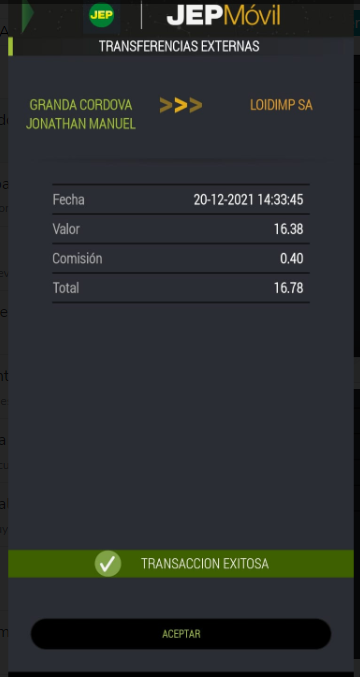 JEP JEPMóvil
TRANSFERENCIAS EXTERNAS
GRANDA CORDOVA >>> LOIDIMP SA
JONATHAN MANUEL
Fecha 20-12-2021 14:33:45
Valor 16.38
Comisión 0.40
Total 16.78
TRANSACCION EXITOSA
ACEPTAR